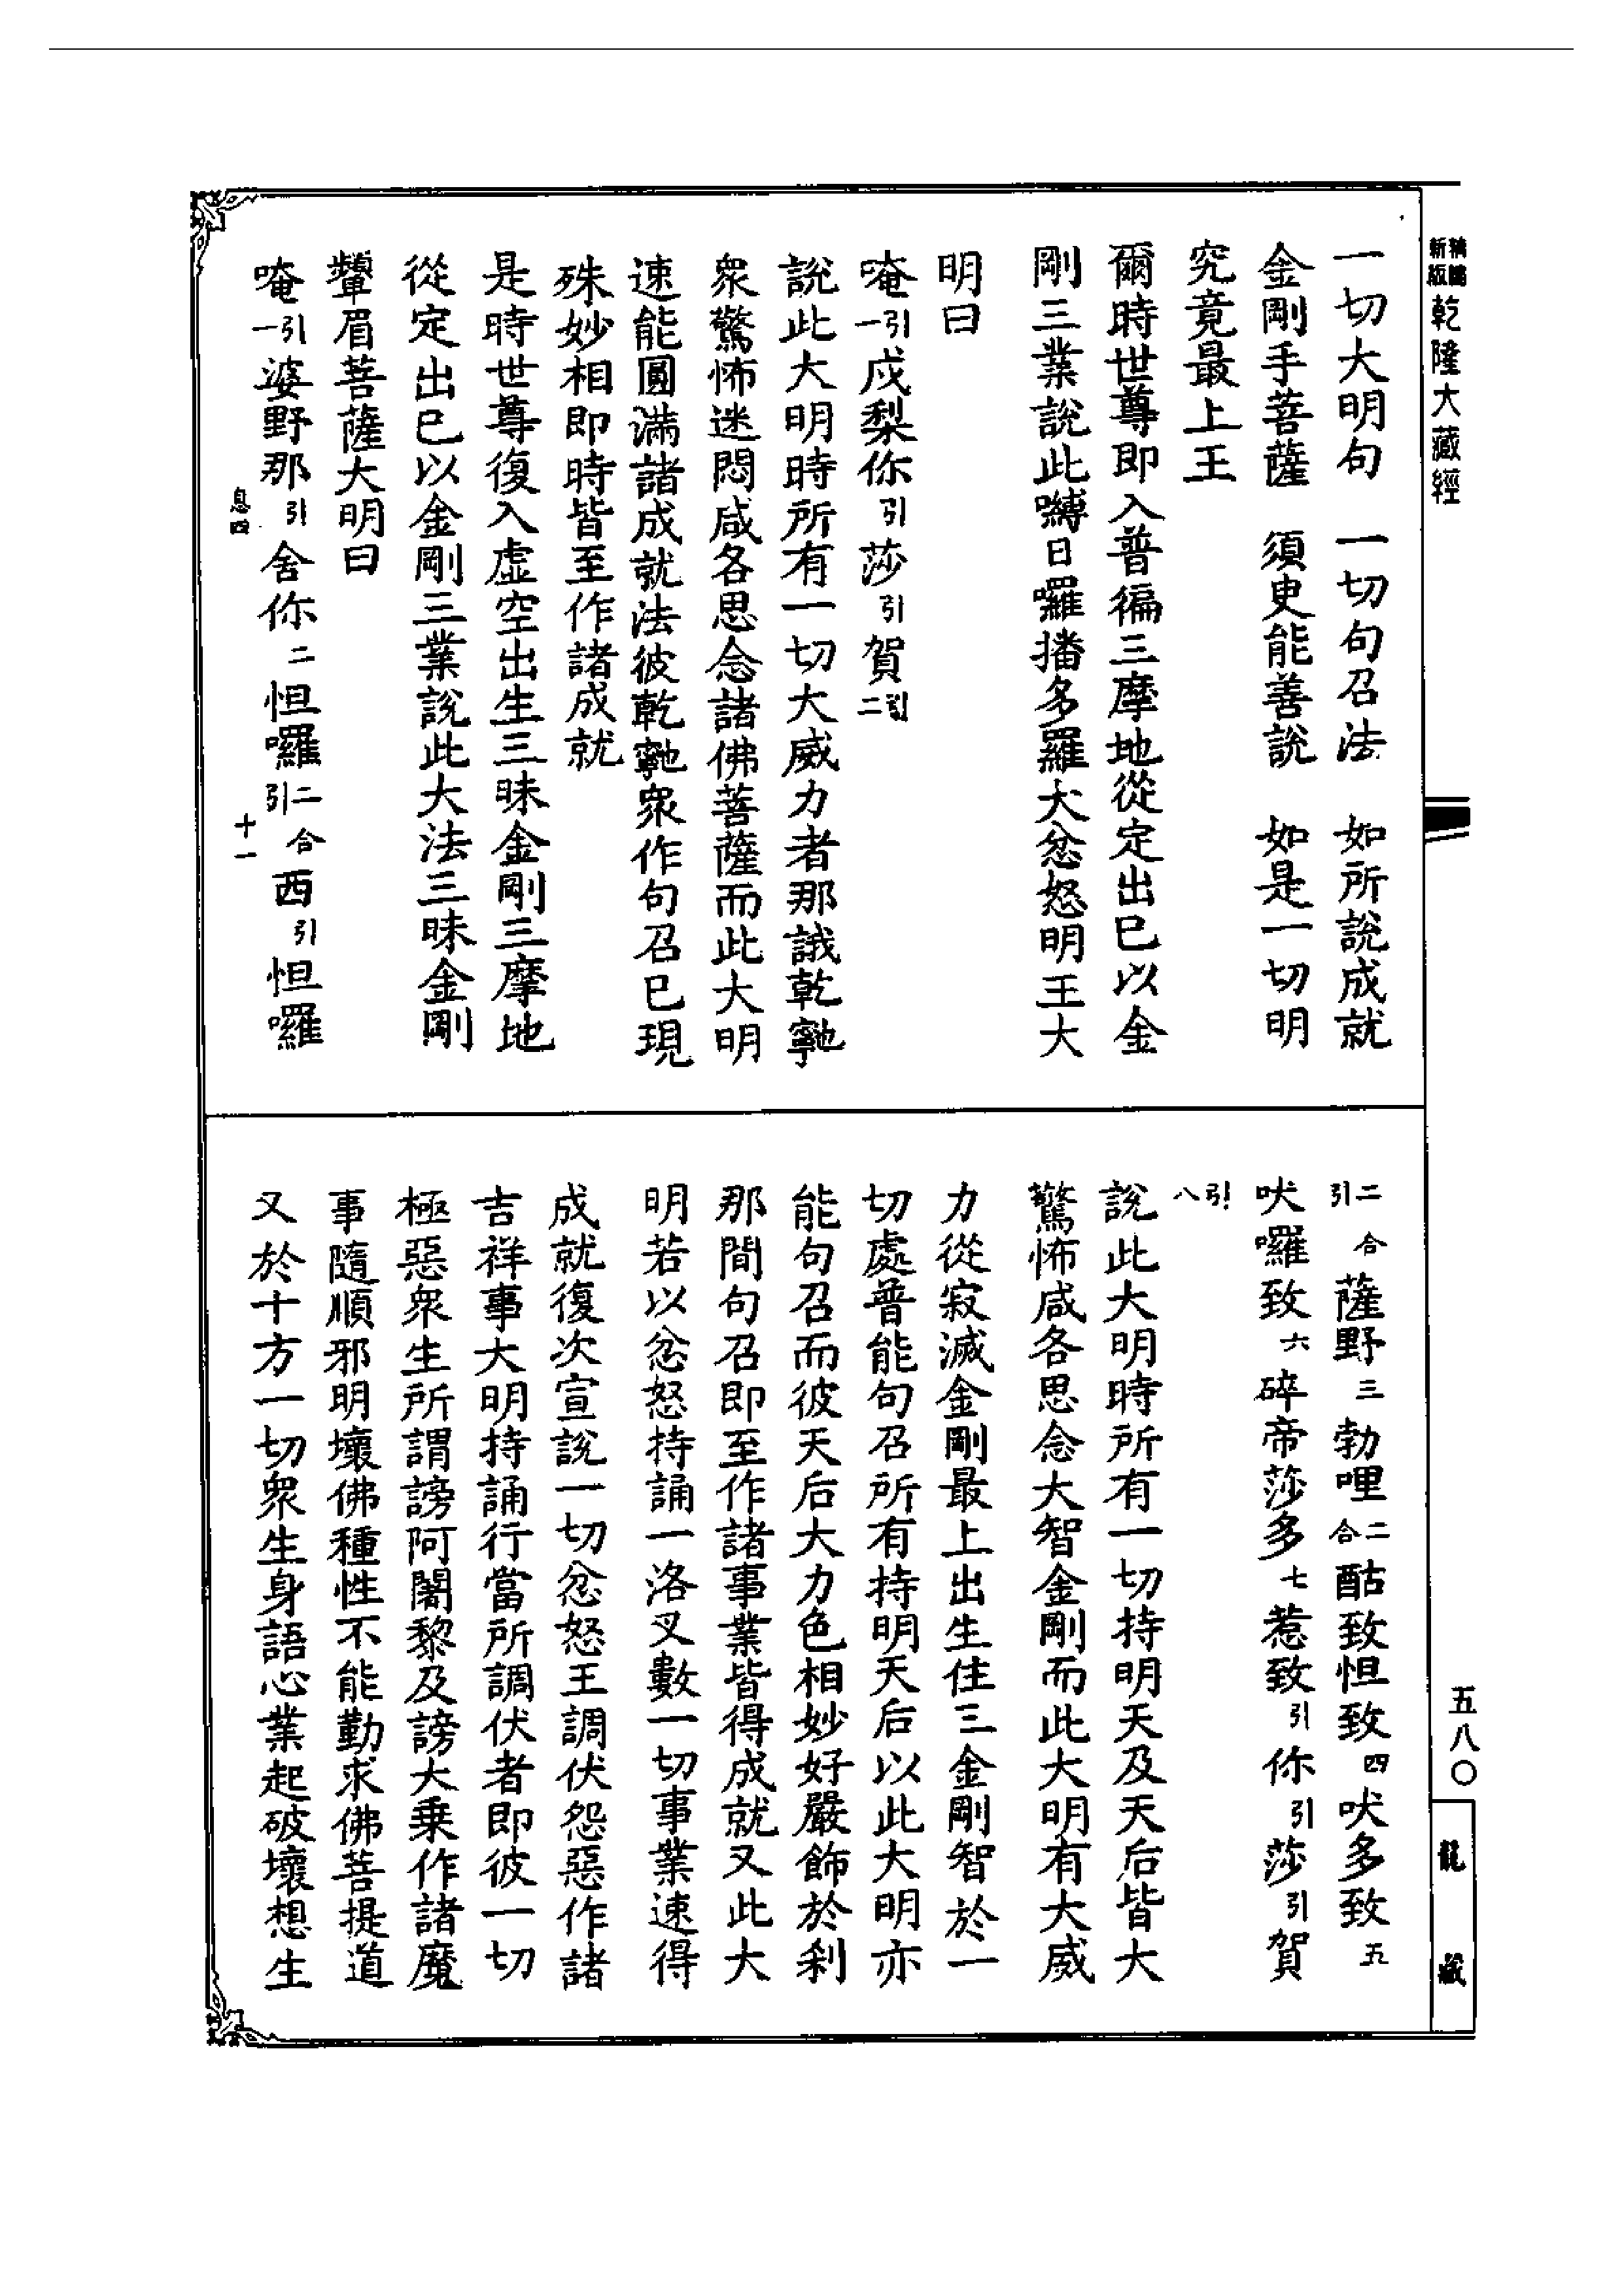 新版
乾隆大藏經
一切大明句　一切句召法　如所說成就
金剛手菩薩　須臾能善說　如是一切明
究竟最上王
爾時世尊即入普徧三摩地從定出已以金
剛三業說此嚩日囉播多羅大忿怒明王大
明曰
唵引一戍梨你引莎引賀引二
說此大明時所有一切大威力者那誐乾㝹
眾驚怖迷悶咸各思念諸佛菩薩而此大明
速能圓滿諸成就法彼乾㝹眾作句召已現
殊妙相即時皆至作諸成就
是時世尊復入虛空出生三昧金剛三摩地
從定出已以金剛三業說此大法三昧金剛
顰眉菩薩大明曰
唵引一婆野那引舍你二怛囉二合引西引怛囉
息四
十一
二合引薩野三勃哩二合酤致怛致四吠多致五
吠囉致六碎帝莎多七惹致引你引莎引賀
引八
說此大明時所有一切持明天及天后皆大
驚怖咸各思念大智金剛而此大明有大威
力從寂滅金剛最上出生住三金剛智於一
切處普能句召所有持明天后以此大明亦
能句召而彼天后大力色相妙好嚴飾於剎
那間句召即至作諸事業皆得成就又此大
明若以忿怒持誦一洛叉數一切事業速得
成就復次宣說一切忿怒王調伏怨惡作諸
吉祥事大明持誦行當所調伏者即彼一切
極惡眾生所謂謗阿闍黎及謗大乘作諸魔
事隨順邪明壞佛種性不能勤求佛菩提道
又於十方一切眾生身語心業起破壞想生
五八〇
龍藏